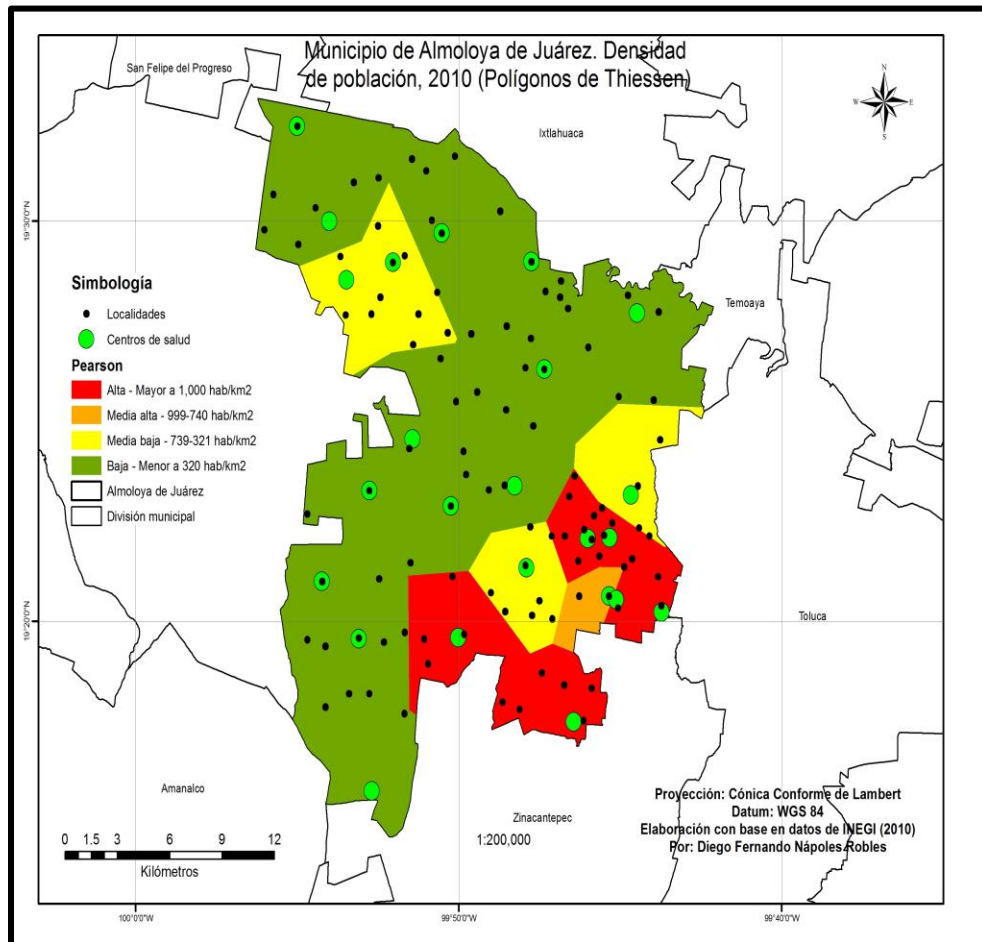 Municipio de Almoloya de Juárez. Densidad
de población, 2010 (Polígonos de Thiessen)
San Felipe del Progreso
Ixtlahuaca
N
W
E
S
19°30'0"N
Simbología
Localidades
Centros de salud
Pearson
Alta - Mayor a 1,000 hab/km2
Media alta - 999-740 hab/km2
Media baja - 739-321 hab/km2
Baja - Menor a 320 hab/km2
Almoloya de Juárez
División municipal
Temoaya
19°20'0"N
Toluca
Amanalco
Zinacantepec
Proyección: Cónica Conforme de Lambert
Datum: WGS 84
Elaboración con base en datos de INEGI (2010)
Por: Diego Fernando Nápoles Robles
0 1.5 3 6 9 12
Kilómetros
1:200,000
100°0'0"W
99°50'0"W
99°40'0"W